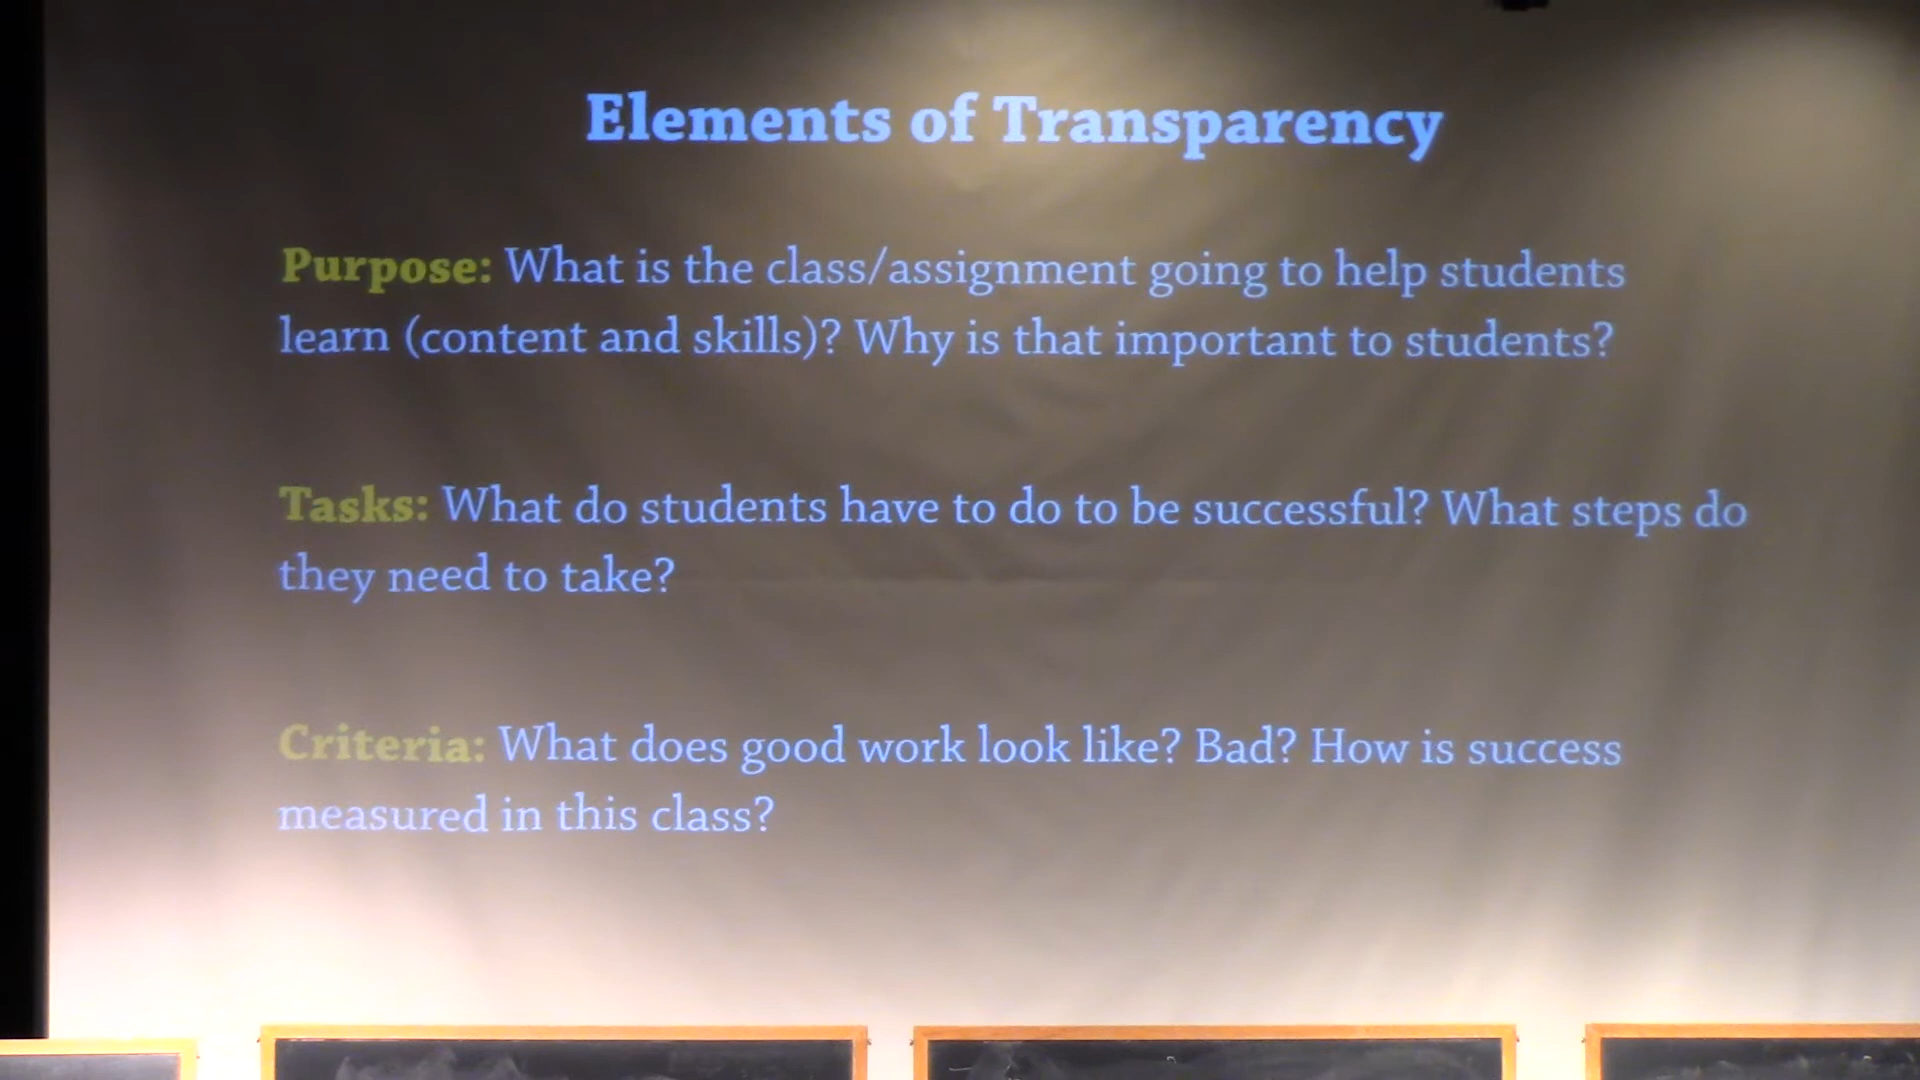 Elements of Transparency
Purpose: What is the class/assignment going to help students
learn (content and skills)? Why is that important to students?
Tasks: What do students have to do to be successful? What steps do
they need to take?
Criteria: What does good work look like? Bad? How is success
measured in this class?